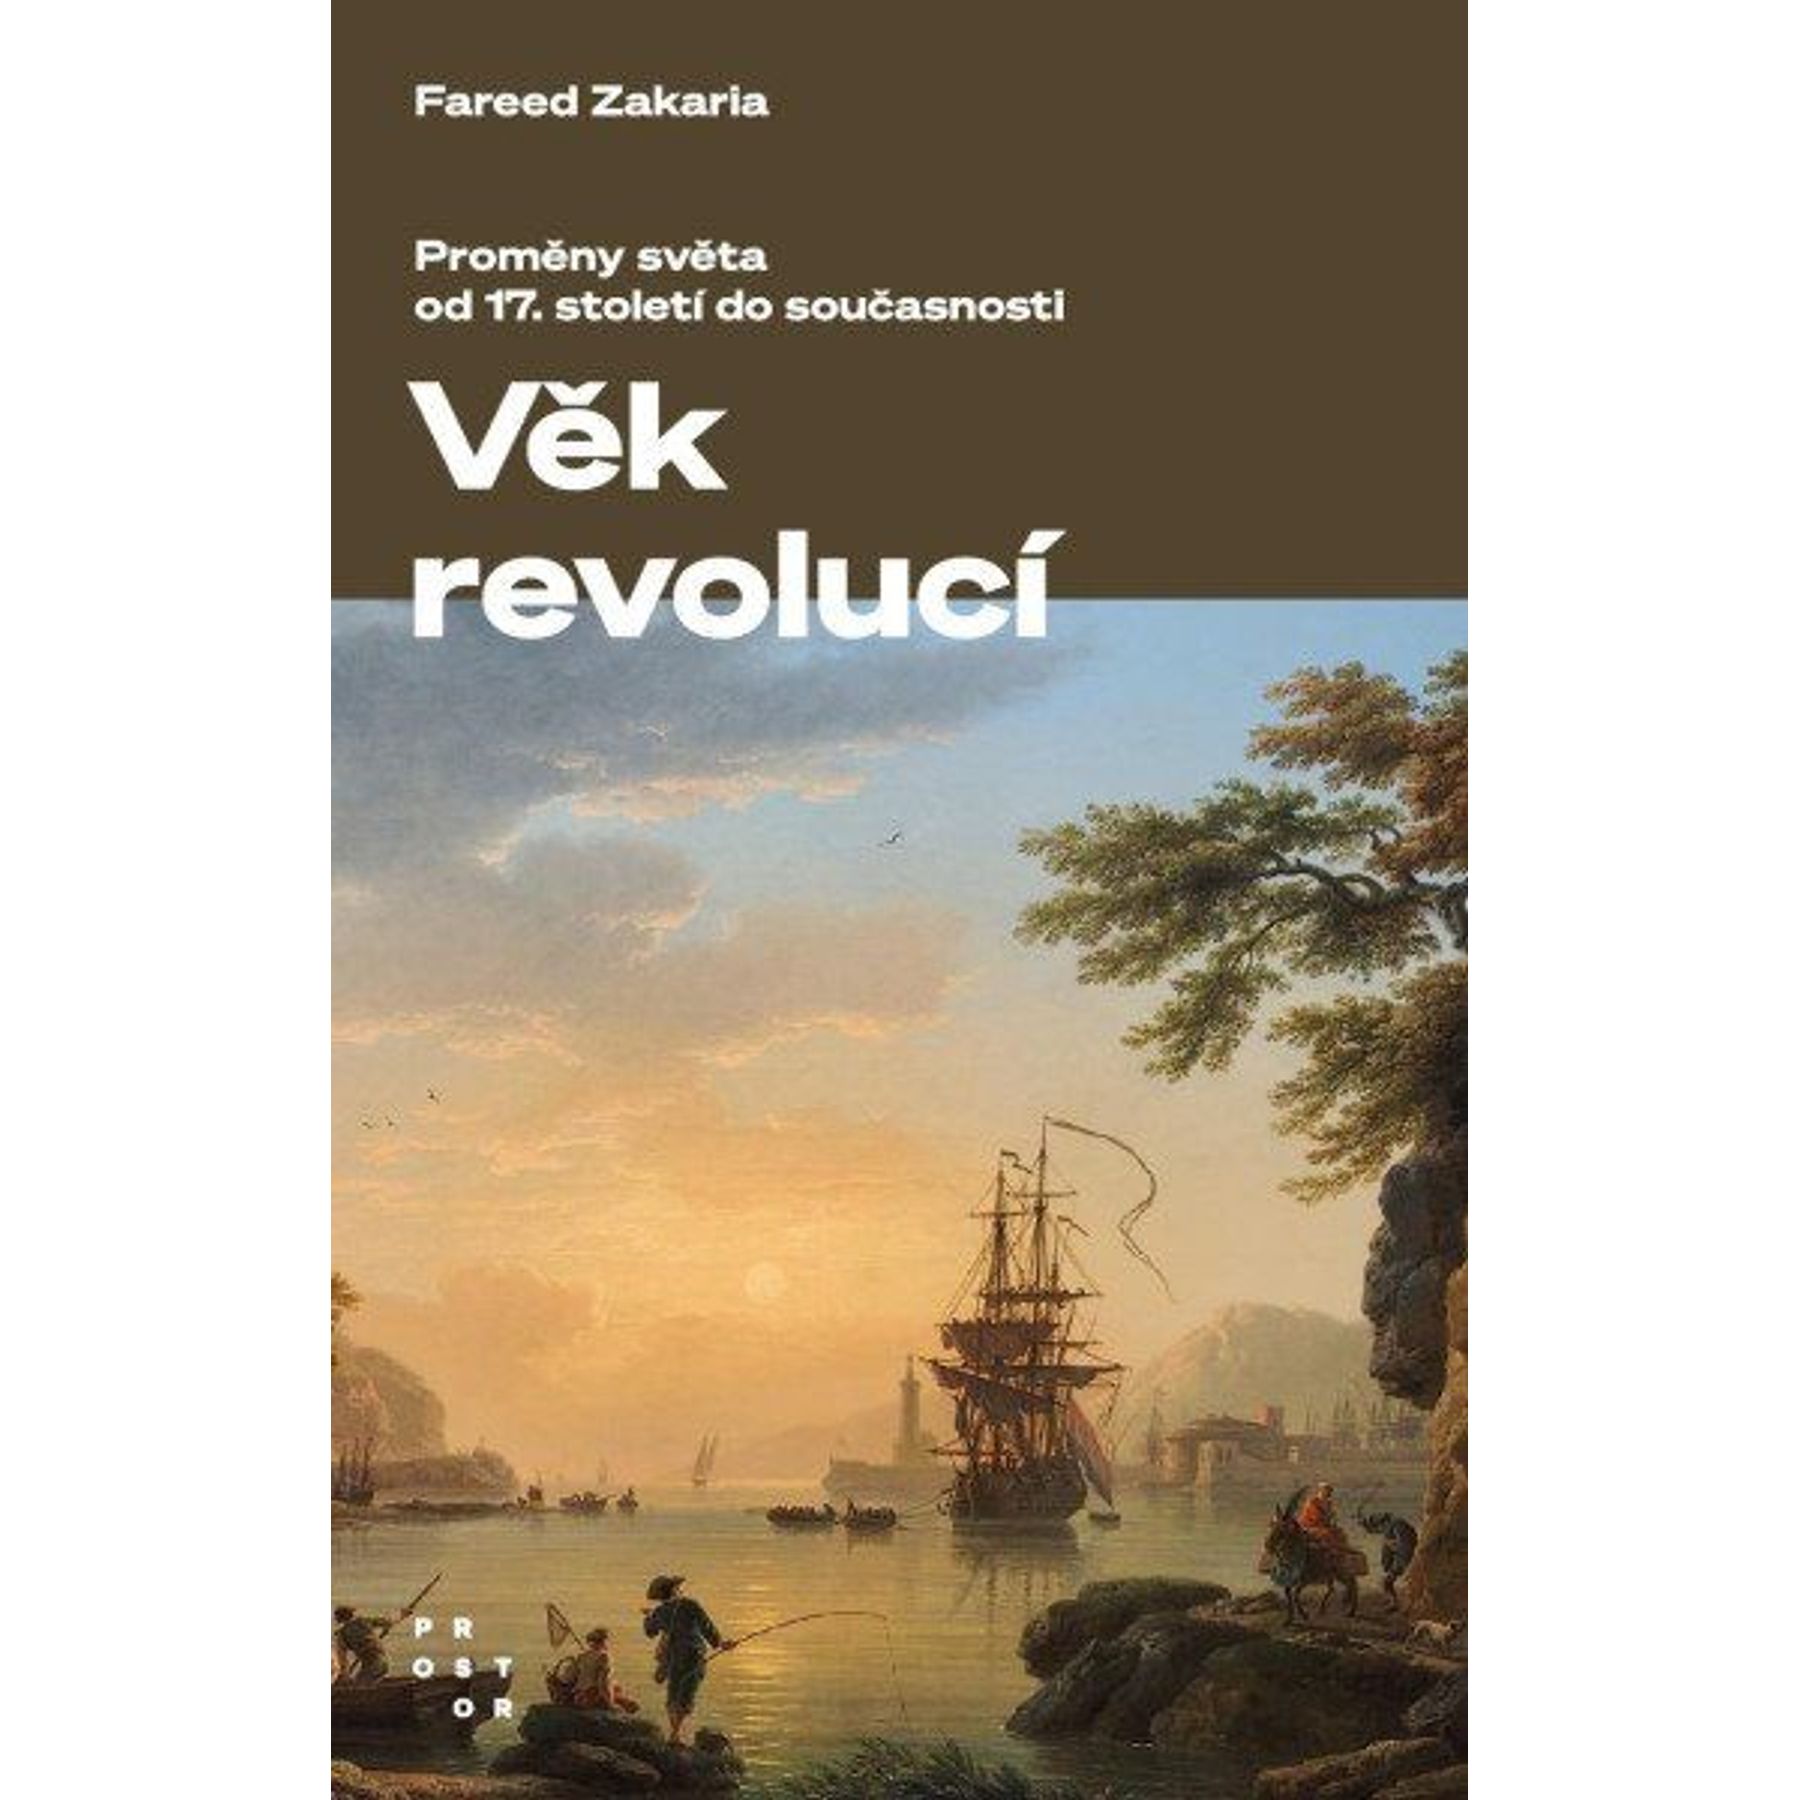 Fareed Zakaria
Proměny světa
od 17. století do současnosti
Věk
revolucí
PR
OST
OR